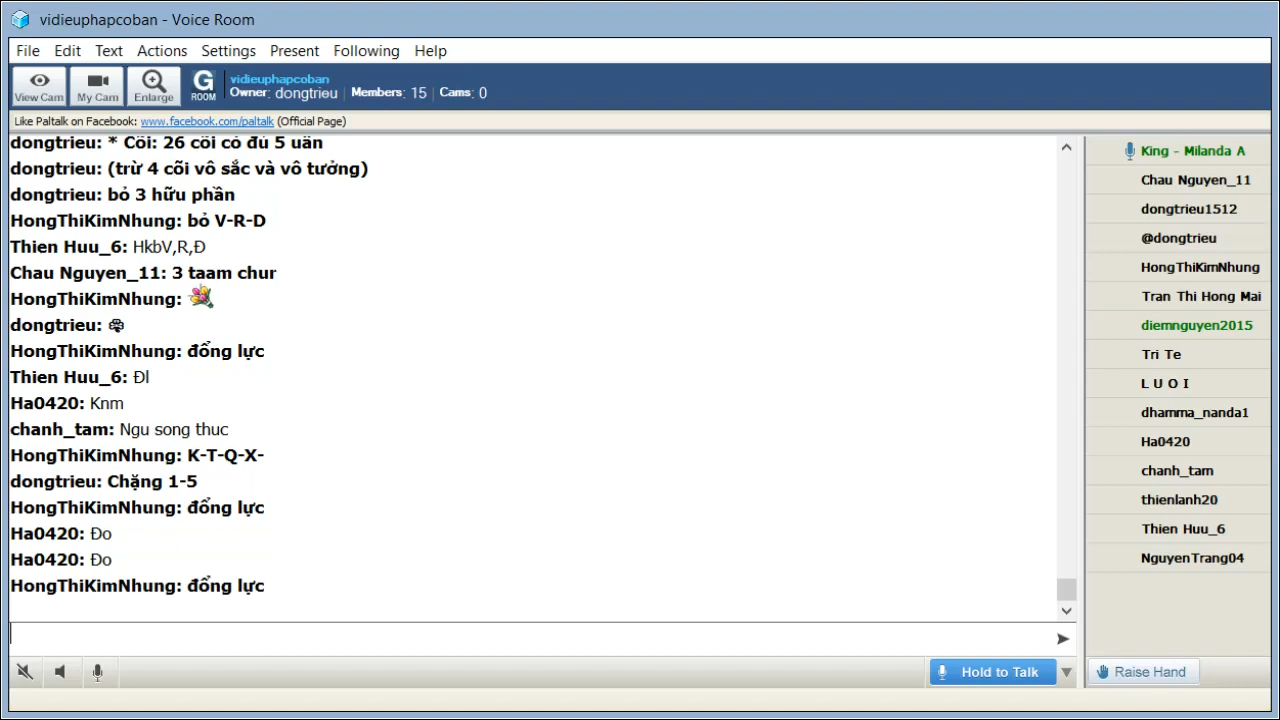 vidieuphapcoban - Voice Room
File Edit Text Actions Settings Present Following Help
View Cam My Cam Enlarge G ROOM
vidieuphapcoban
Owner: dongtrieu Members: 15 Cams: 0
Like Paltalk on Facebook: www.facebook.com/paltalk (Official Page)
dongtrieu: * Cõi: 26 cõi có đủ 5 uẩn
dongtrieu: (trừ 4 cõi vô sắc và vô tưởng)
dongtrieu: bỏ 3 hữu phần
HongThiKimNhung: bỏ V-R-D
Thien Huu_6: HkbV,R,Đ
Chau Nguyen_11: 3 taam chur
HongThiKimNhung:
dongtrieu:
HongThiKimNhung: đổng lực
Thien Huu_6: Đl
Ha0420: Knm
chanh_tam: Ngu song thuc
HongThiKimNhung: K-T-Q-X-
dongtrieu: Chặng 1-5
HongThiKimNhung: đổng lực
Ha0420: Đo
Ha0420: Đo
HongThiKimNhung: đổng lực
King - Milanda A
Chau Nguyen_11
dongtrieu1512
@dongtrieu
HongThiKimNhung
Tran Thi Hong Mai
diemnguyen2015
Tri Te
L U O I
dhamma_nanda1
Ha0420
chanh_tam
thienlanh20
Thien Huu_6
NguyenTrang04
Hold to Talk
Raise Hand